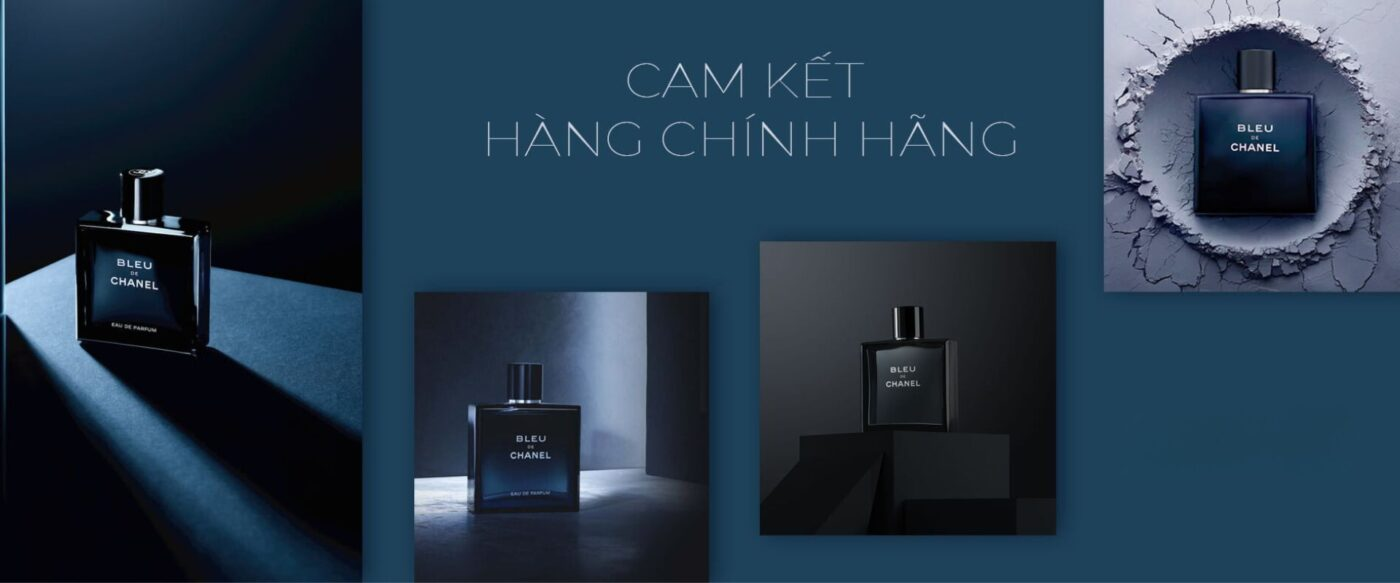 CAM KẾT
HÀNG CHÍNH HÃNG
BLEU
DE
CHANEL
EAU DE PARFUM
BLEU
DE
CHANEL
EAU DE PARFUM
BLEU
DE
CHANEL
BLEU
DE
CHANEL